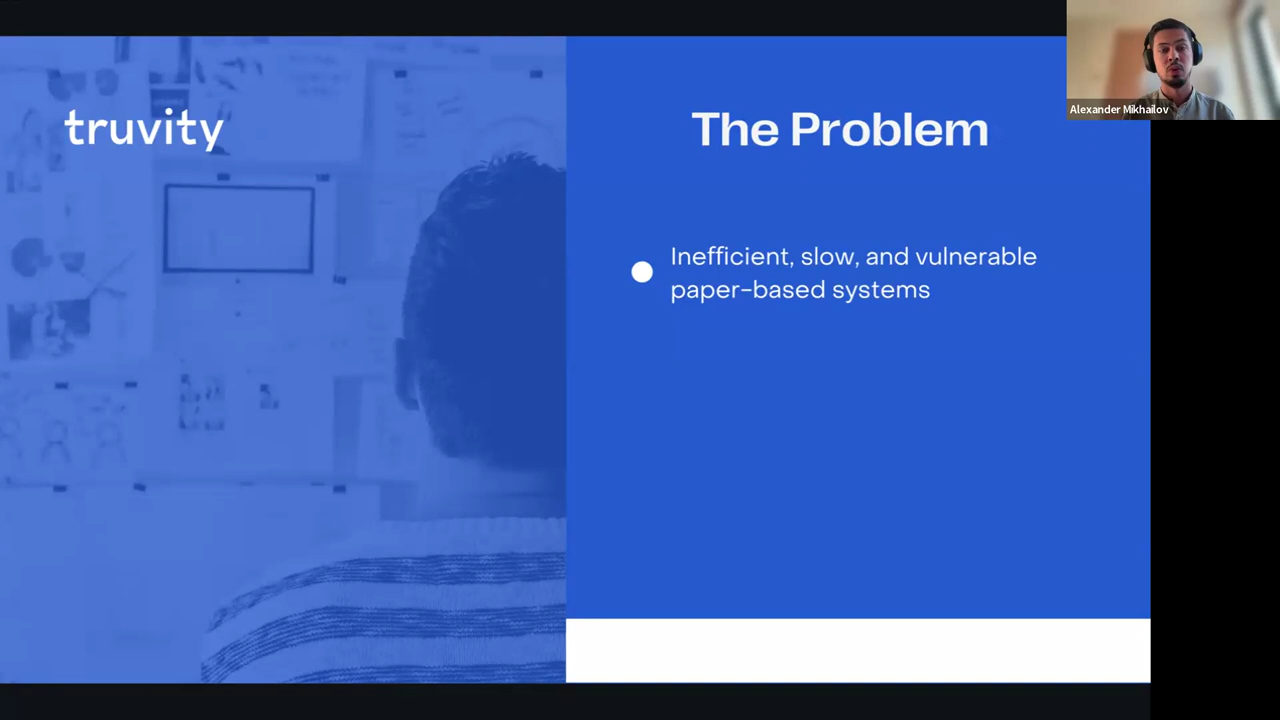 truvity
The Problem
Inefficient, slow, and vulnerable
paper-based systems
Alexander Mikhailov